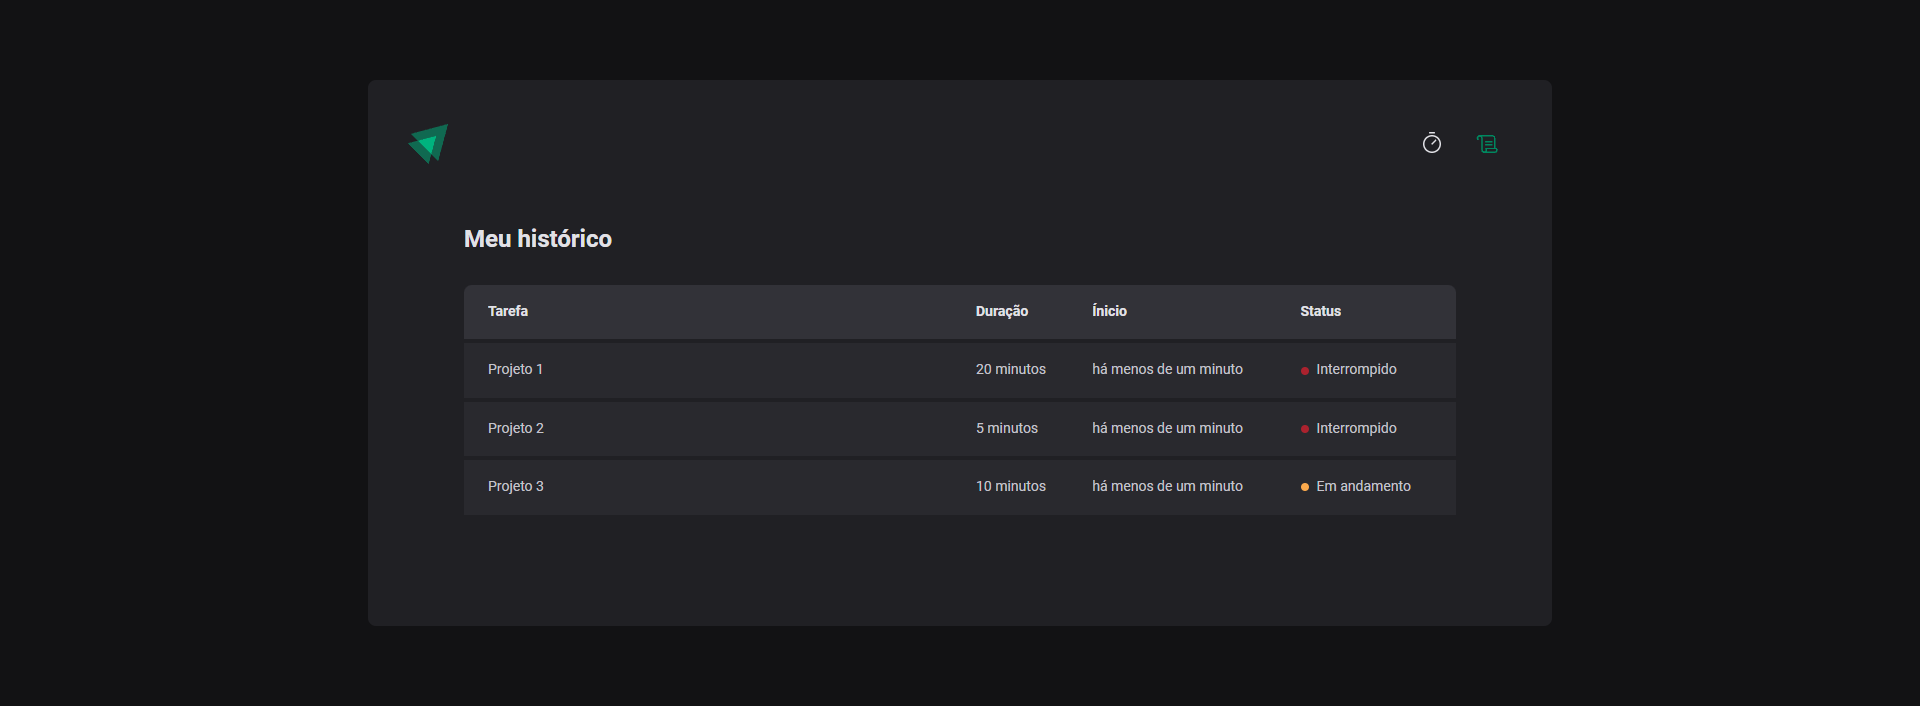 Meu histórico
Tarefa Duração Ínicio Status
Projeto 1 20 minutos há menos de um minuto Interrompido
Projeto 2 5 minutos há menos de um minuto Interrompido
Projeto 3 10 minutos há menos de um minuto Em andamento